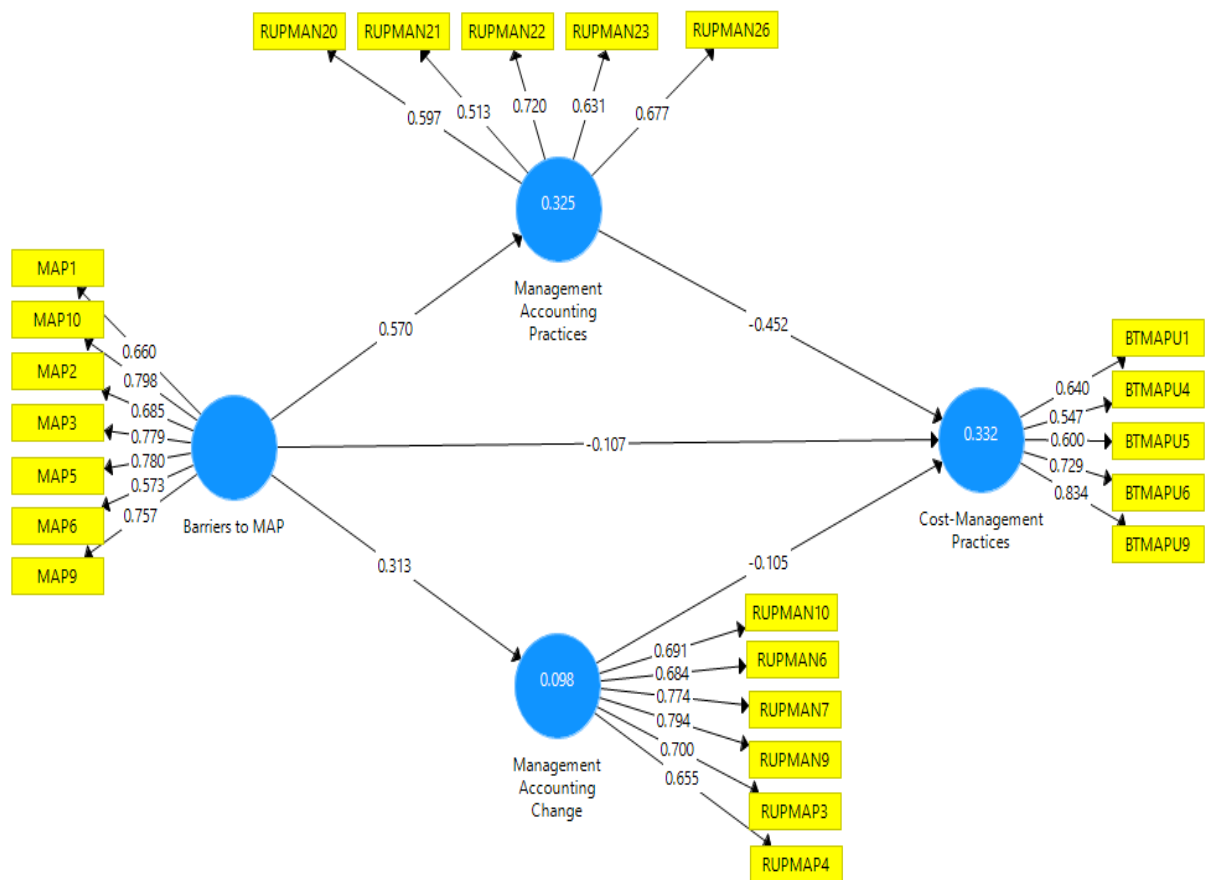 RUPMAN20
RUPMAN21
RUPMAN22
RUPMAN23
RUPMAN26
0.597
0.513
0.720
0.631
0.677
0.325
Management
Accounting
Practices
MAP1
MAP10
MAP2
MAP3
MAP5
MAP6
MAP9
0.660
0.798
0.685
0.779
0.780
0.573
0.757
Barriers to MAP
0.570
-0.107
0.313
-0.452
-0.105
0.332
Cost-Management
Practices
0.640
0.547
0.600
0.729
0.834
BTMAPU1
BTMAPU4
BTMAPU5
BTMAPU6
BTMAPU9
0.098
Management
Accounting
Change
0.691
0.684
0.774
0.794
0.700
0.655
RUPMAN10
RUPMAN6
RUPMAN7
RUPMAN9
RUPMAP3
RUPMAP4